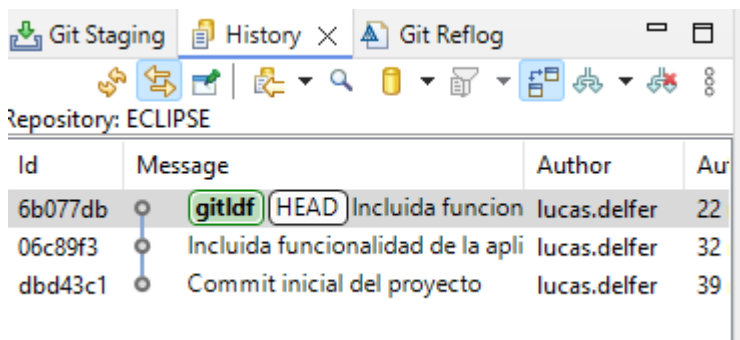 Git Staging History Git Reflog
Repository: ECLIPSE
Id Message Author Au
6b077db gitldf HEAD Incluida funcion lucas.delfer 22
06c89f3 Incluida funcionalidad de la apli lucas.delfer 32
dbd43c1 Commit inicial del proyecto lucas.delfer 39